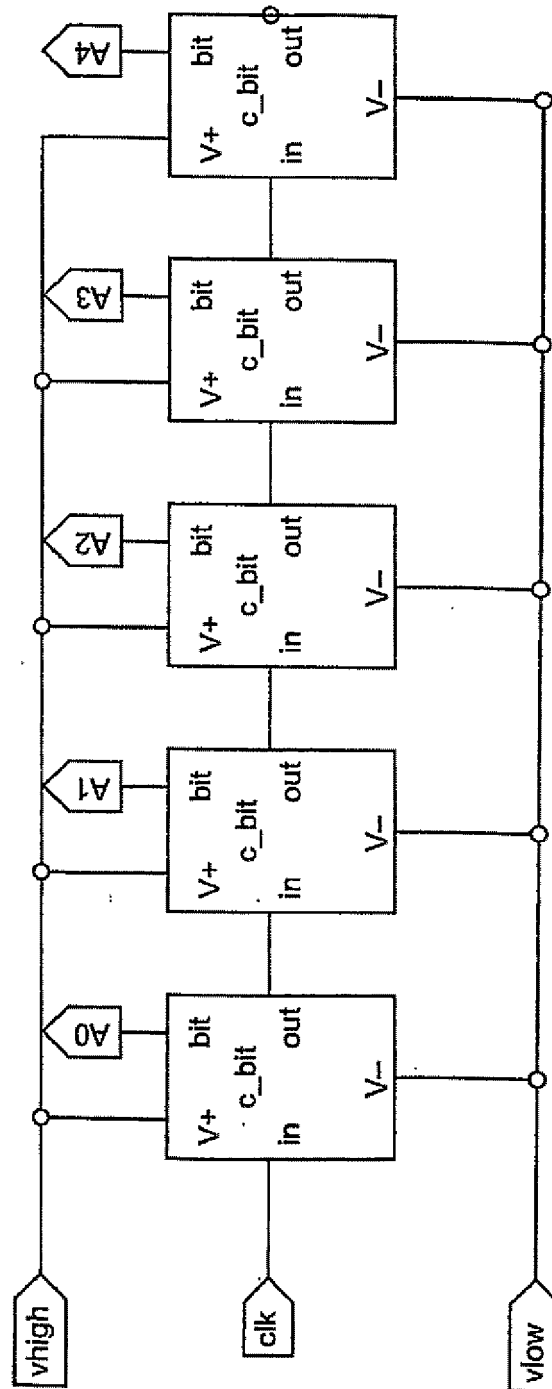 vhigh
clk
vlow
A0
V+
bit
c_bit
in
out
V-
A1
V+
bit
c_bit
in
out
V-
A2
V+
bit
c_bit
in
out
V-
A3
V+
bit
c_bit
in
out
V-
A4
V+
bit
c_bit
in
out
V-